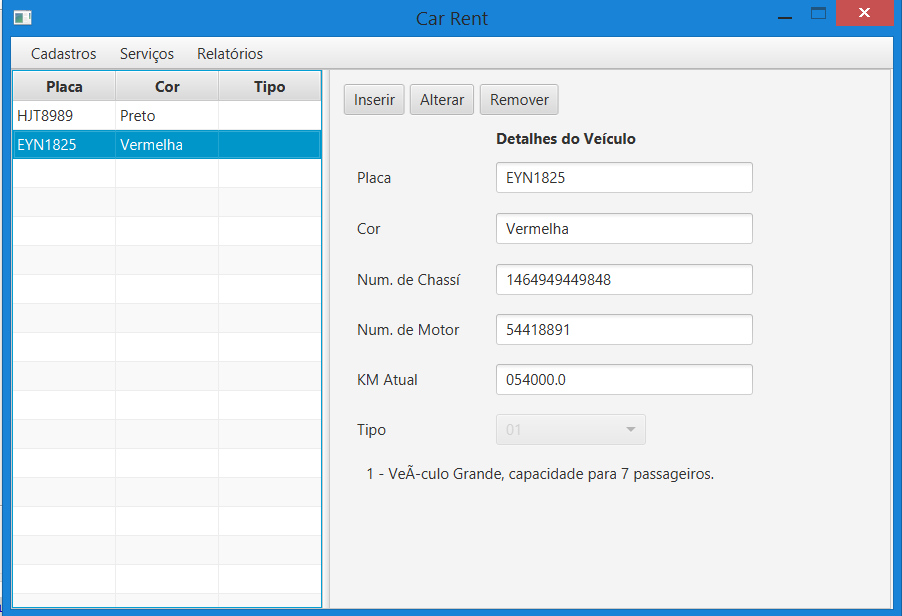 Car Rent
Cadastros Serviços Relatórios
Placa Cor Tipo
HJT8989 Preto
EYN1825 Vermelha
Inserir Alterar Remover
Detalhes do Veículo
Placa EYN1825
Cor Vermelha
Num. de Chassí 1464949449848
Num. de Motor 54418891
KM Atual 054000.0
Tipo 01
1 - VeÃ-culo Grande, capacidade para 7 passageiros.